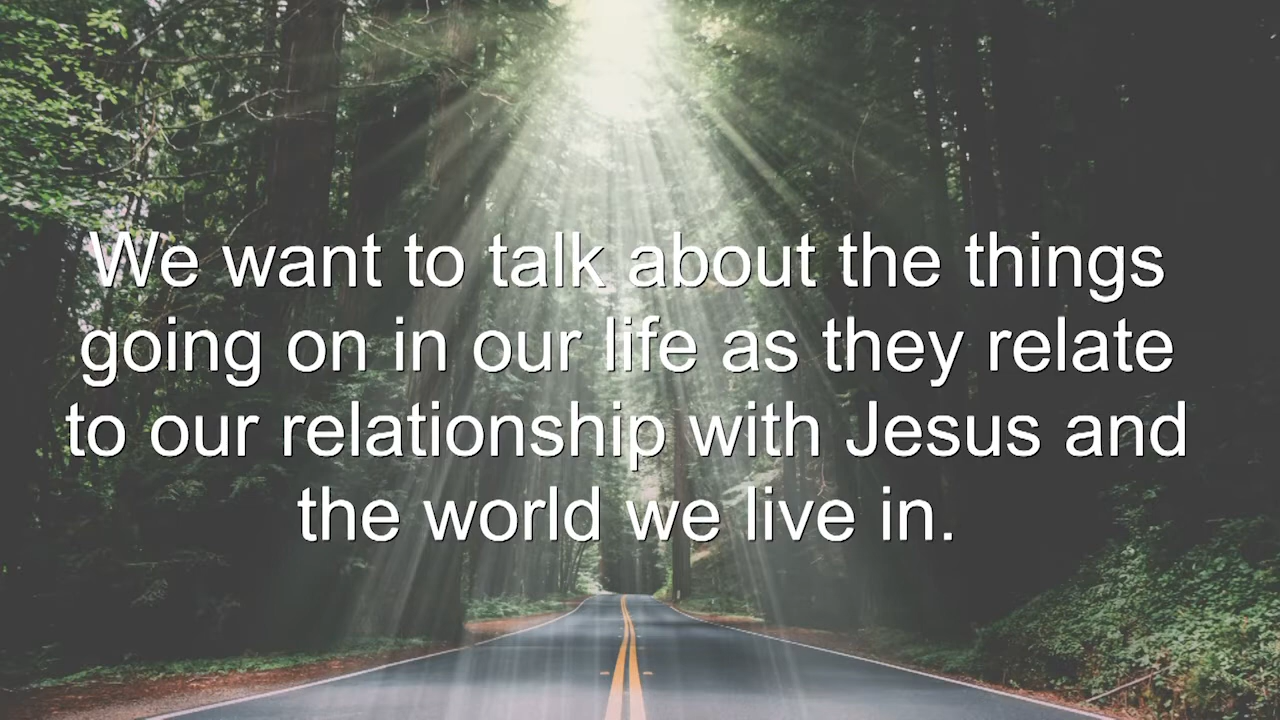 We want to talk about the things
going on in our life as they relate
to our relationship with Jesus and
the world we live in.